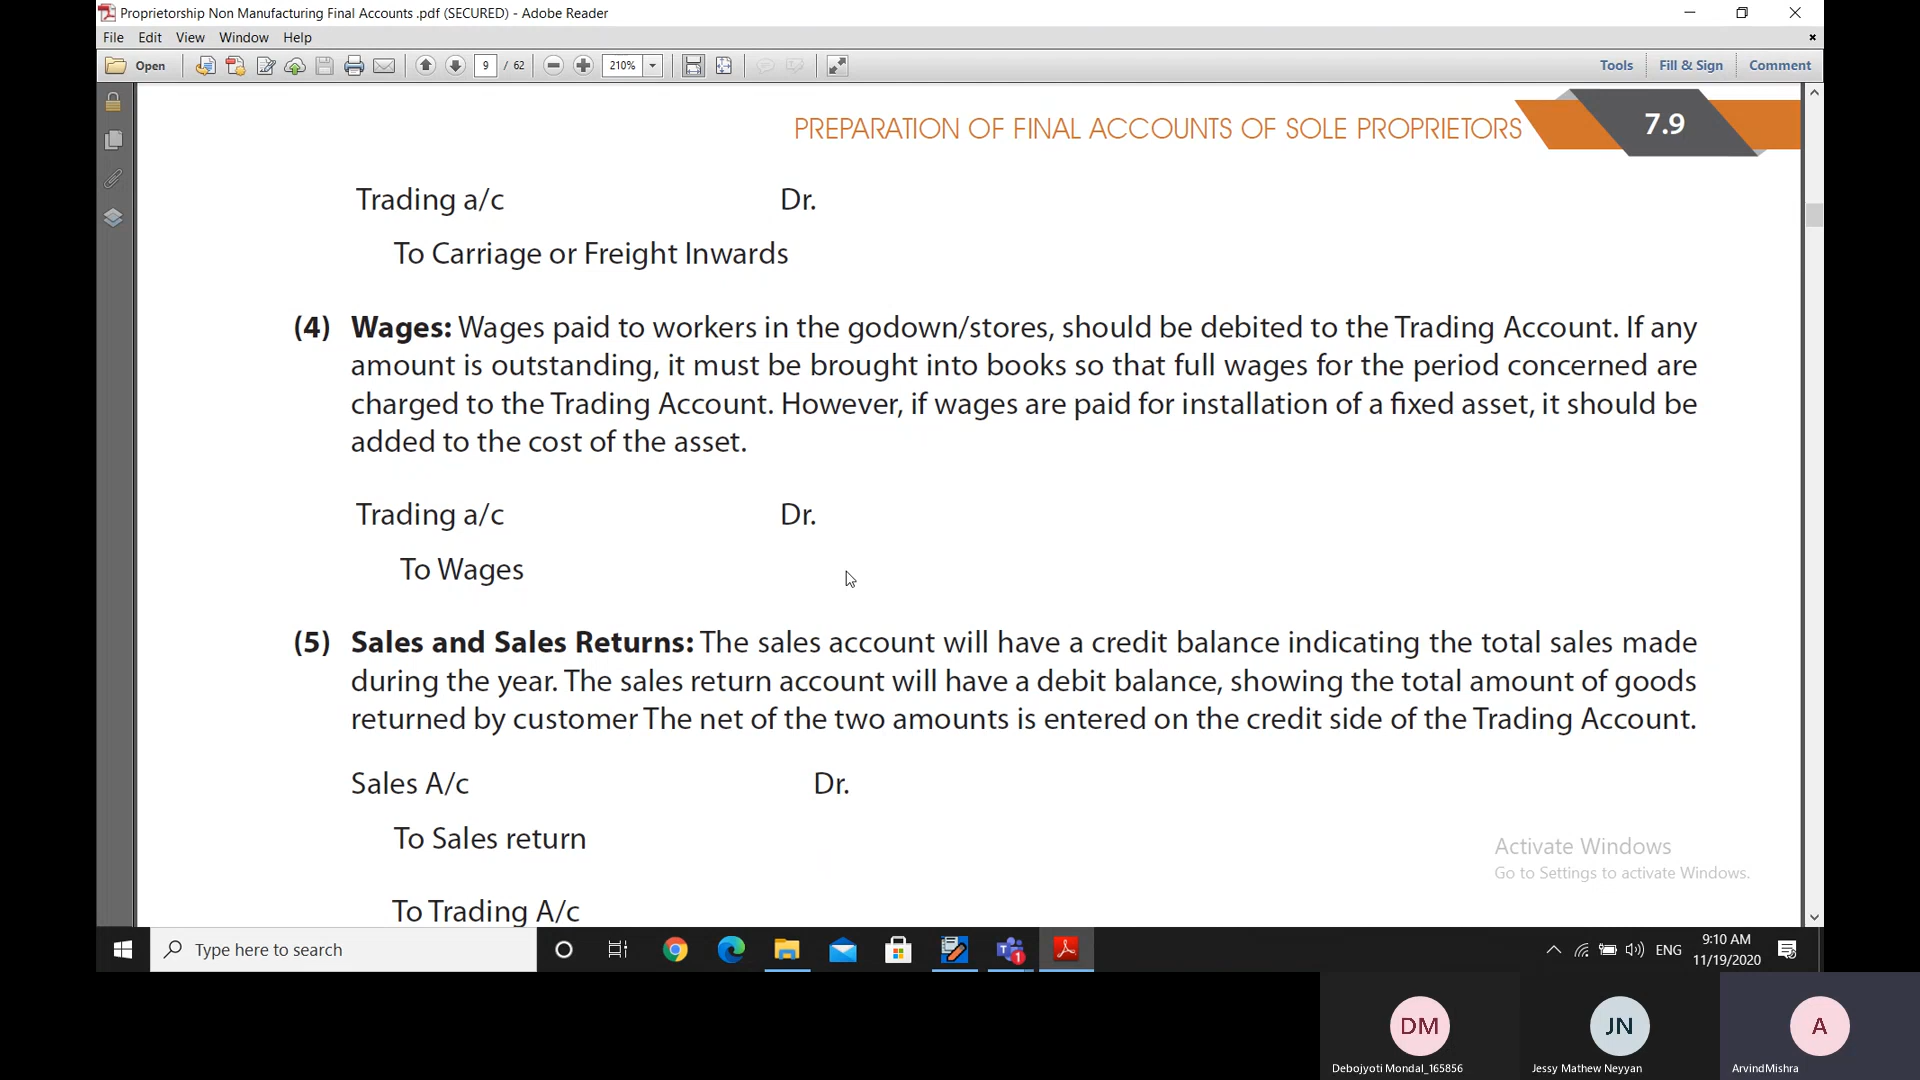 Proprietorship Non Manufacturing Final Accounts .pdf (SECURED) - Adobe Reader
File Edit View Window Help
Open 9 / 62 210% Tools Fill & Sign Comment
PREPARATION OF FINAL ACCOUNTS OF SOLE PROPRIETORS 7.9
Trading a/c Dr.
To Carriage or Freight Inwards
(4) Wages: Wages paid to workers in the godown/stores, should be debited to the Trading Account. If any
amount is outstanding, it must be brought into books so that full wages for the period concerned are
charged to the Trading Account. However, if wages are paid for installation of a fixed asset, it should be
added to the cost of the asset.
Trading a/c Dr.
To Wages
(5) Sales and Sales Returns: The sales account will have a credit balance indicating the total sales made
during the year. The sales return account will have a debit balance, showing the total amount of goods
returned by customer The net of the two amounts is entered on the credit side of the Trading Account.
Sales A/c Dr.
To Sales return
To Trading A/c
Activate Windows
Go to Settings to activate Windows.
Type here to search
1
ENG
9:10 AM
11/19/2020
DM JN A
Debojyoti Mondal_165856 Jessy Mathew Neyyan ArvindMishra